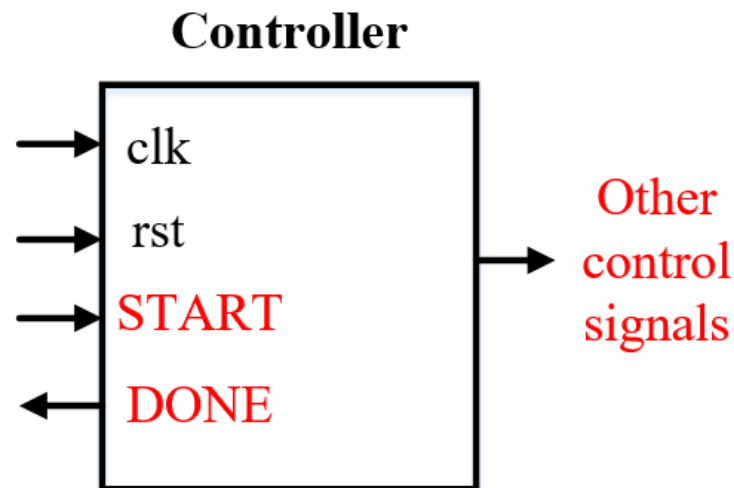 Controller
clk
rst
START
DONE
Other
control
signals